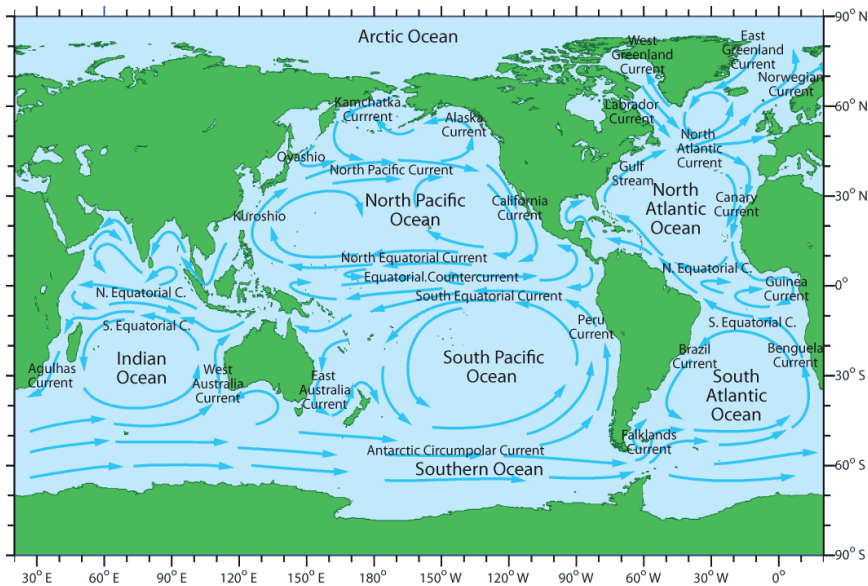 Arctic Ocean
90° N
West
Greenland
Current
East
Greenland
Current
Norwegian
Current
Kamchatka
Currrent
Alaska
Current
Labrador
Current
60° N
Oyashio
North Pacific Current
North
Atlantic
Current
Gulf
Stream
Kuroshio
North Pacific
Ocean
California
Current
North
Atlantic
Ocean
Canary
Current
30° N
North Equatorial Current
N. Equatorial C.
Equatorial.Countercurrent
Guinea
Current
N. Equatorial C.
South Equatorial Current
0°
S. Equatorial C.
Peru
Current
S. Equatorial C.
Agulhas
Current
Indian
Ocean
West
Australia
Current
East
Australia
Current
South Pacific
Ocean
Brazil
Current
Benguela
Current
South
Atlantic
Ocean
30° S
Falklands
Current
Antarctic Circumpolar Current
Southern Ocean
60° S
90° S
30° E
60° E
90° E
120° E
150° E
180°
150° W
120° W
90° W
60° W
30° W
0°